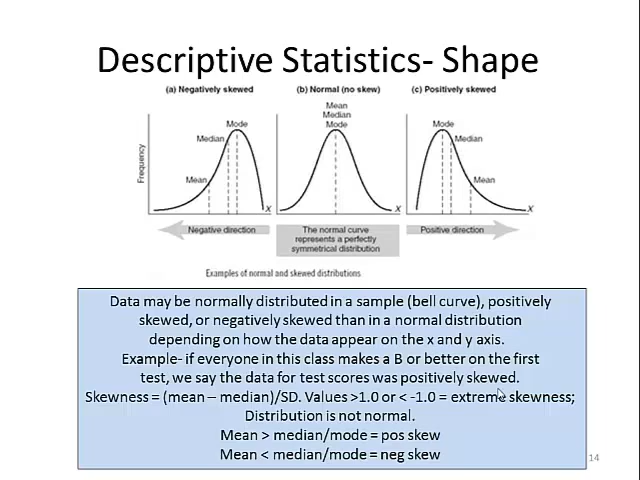 Descriptive Statistics- Shape
(a) Negatively skewed
(b) Normal (no skew)
(c) Positively skewed
Mean
Median
Mode
Mode
Median
Mean
Mode
Median
Mean
Frequency
X
X
X
Negative direction
The normal curve
represents a perfectly
symmetrical distribution
Positive direction
Examples of normal and skewed distributions
Data may be normally distributed in a sample (bell curve), positively
skewed, or negatively skewed than in a normal distribution
depending on how the data appear on the x and y axis.
Example- if everyone in this class makes a B or better on the first
test, we say the data for test scores was positively skewed.
Skewness = (mean – median)/SD. Values >1.0 or < -1.0 = extreme skewness;
Distribution is not normal.
Mean > median/mode = pos skew
Mean < median/mode = neg skew
14